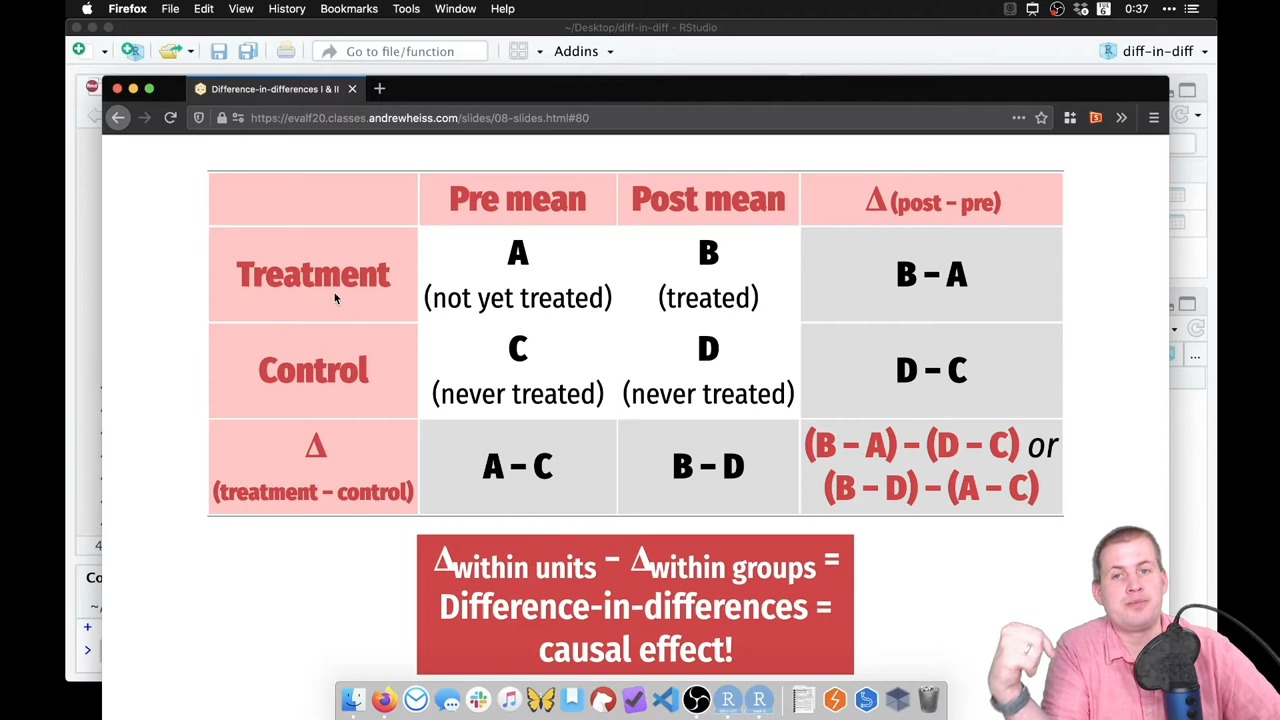 Firefox File Edit View History Bookmarks Tools Window Help 0:37
~/Desktop/diff-in-diff - RStudio
Go to file/function Addins diff-in-diff
Difference-in-differences I & II
https://evalf20.classes.andrewheiss.com/slides/08-slides.html#80
Pre mean Post mean Δ (post – pre)
Treatment A (not yet treated) B (treated) B – A
Control C (never treated) D (never treated) D – C
Δ (treatment – control) A – C B – D (B – A) – (D – C) or (B – D) – (A – C)
Δwithin units – Δwithin groups =
Difference-in-differences =
causal effect!
Co
~/
+
>